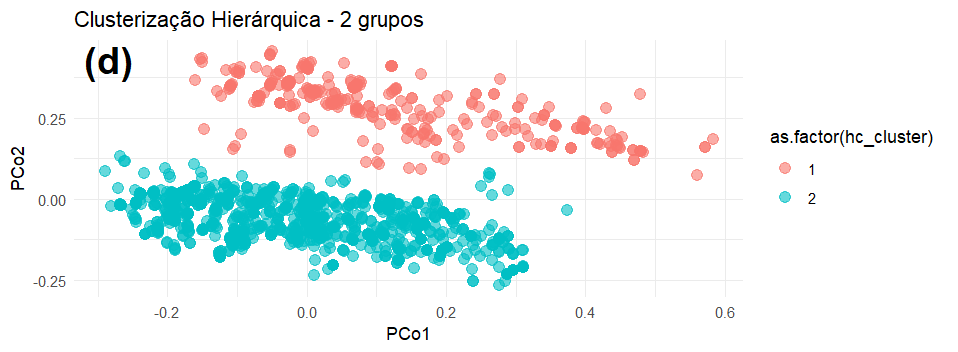 Clusterização Hierárquica - 2 grupos
(d)
PCo2
0.25
0.00
-0.25
-0.2
0.0
0.2
0.4
0.6
PCo1
as.factor(hc_cluster)
1
2